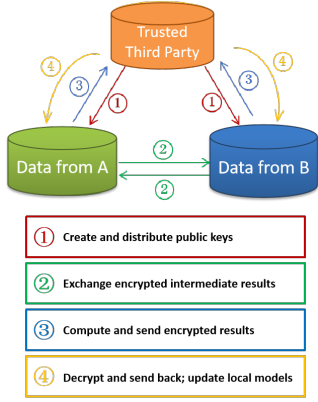 Trusted
Third Party
④ ④
③ ③
① ①
②
Data from A Data from B
②
① Create and distribute public keys
② Exchange encrypted intermediate results
③ Compute and send encrypted results
④ Decrypt and send back; update local models